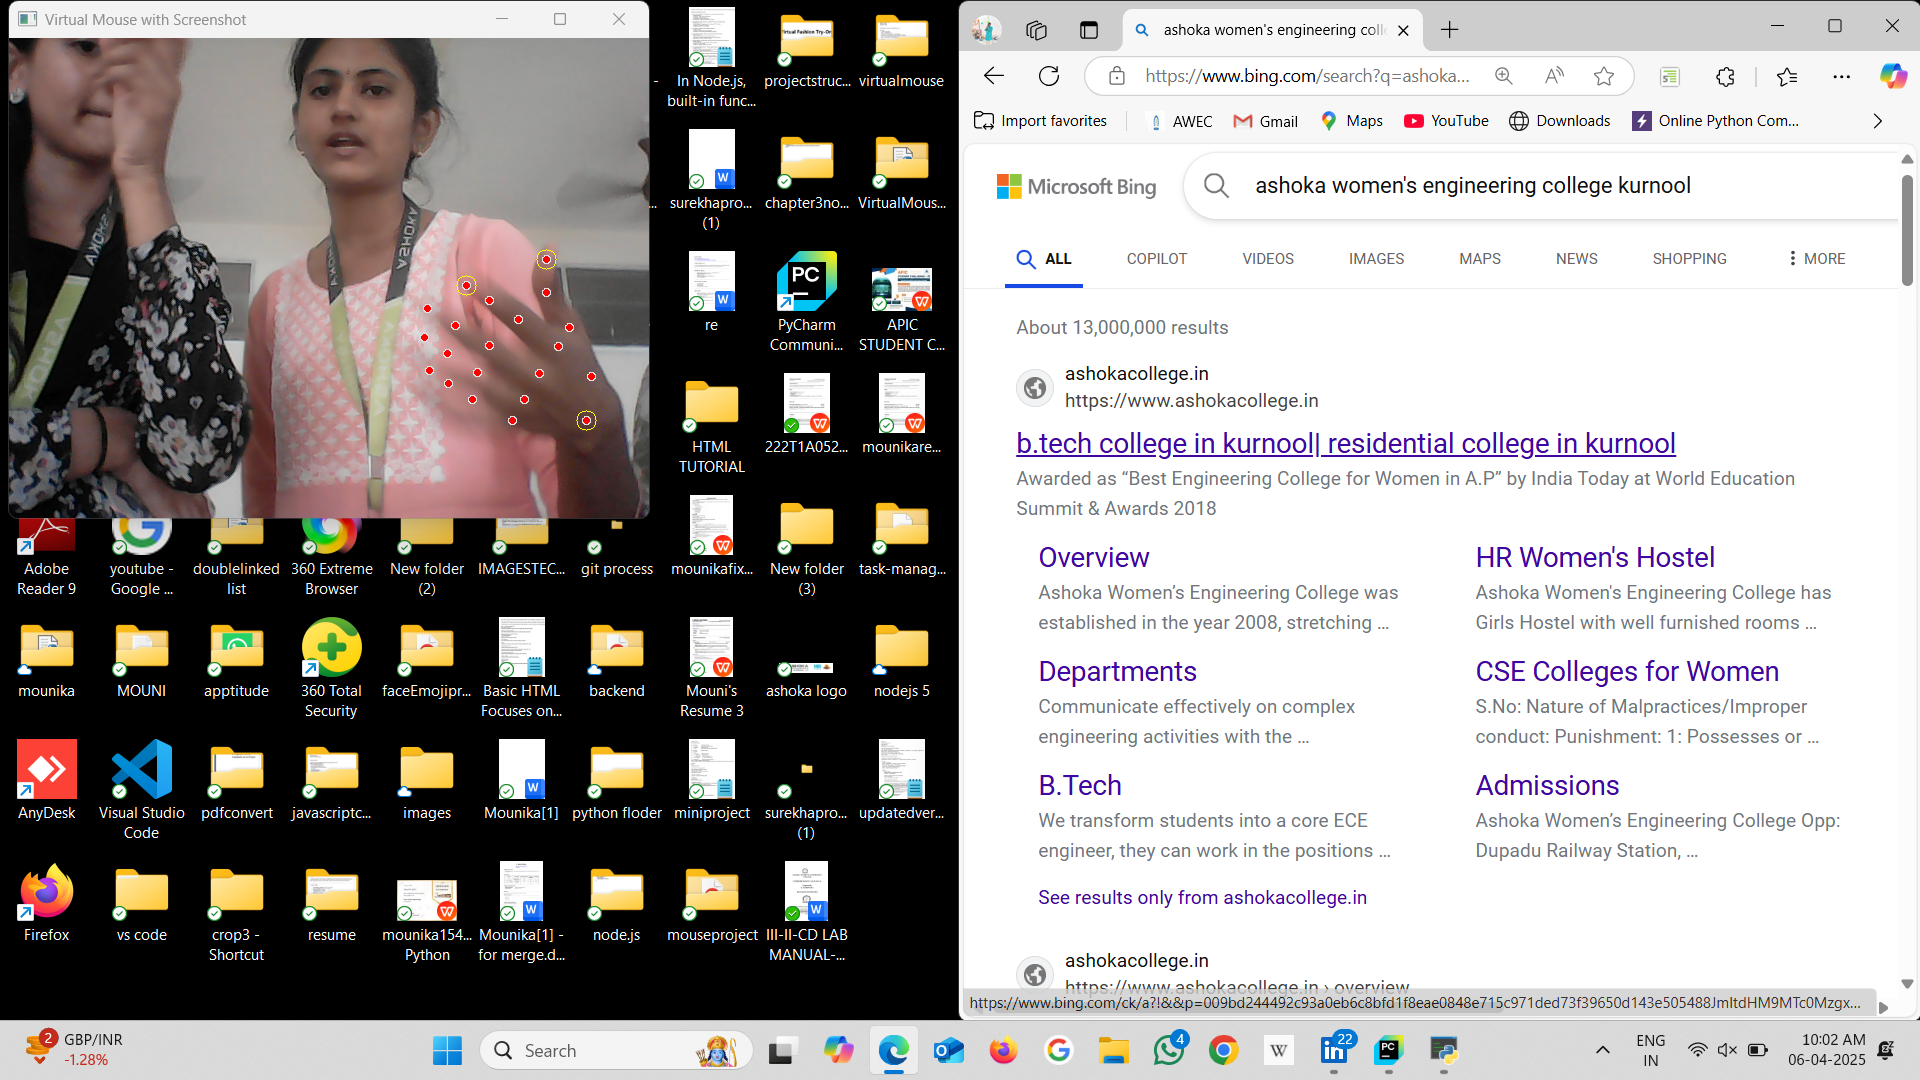 Virtual Mouse with Screenshot
ASHOKA
In Node.js,
built-in func...
projectstruc...
virtualmouse
surekhapro...
(1)
chapter3no...
VirtualMous...
re
PyCharm
Communi...
APIC
STUDENT C...
HTML
TUTORIAL
222T1A052...
mounikare...
Adobe
Reader 9
youtube -
Google ...
doublelinked
list
360 Extreme
Browser
New folder
(2)
IMAGESTEC...
git process
mounikafix...
New folder
(3)
task-manag...
mounika
MOUNI
apptitude
360 Total
Security
faceEmojipr...
Basic HTML
Focuses on...
backend
Mouni's
Resume 3
ashoka logo
nodejs 5
AnyDesk
Visual Studio
Code
pdfconvert
javascriptc...
images
Mounika[1]
python floder
miniproject
surekhapro...
(1)
updatedver...
Firefox
vs code
crop3 -
Shortcut
resume
mounika154...
Python
Mounika[1] -
for merge.d...
node.js
mouseproject
III-II-CD LAB
MANUAL-...
ashoka women's engineering coll
https://www.bing.com/search?q=ashoka...
Import favorites
AWEC
Gmail
Maps
YouTube
Downloads
Online Python Com...
Microsoft Bing
ashoka women's engineering college kurnool
ALL
COPILOT
VIDEOS
IMAGES
MAPS
NEWS
SHOPPING
MORE
About 13,000,000 results
ashokacollege.in
https://www.ashokacollege.in
b.tech college in kurnool| residential college in kurnool
Awarded as “Best Engineering College for Women in A.P” by India Today at World Education
Summit & Awards 2018
Overview
Ashoka Women’s Engineering College was
established in the year 2008, stretching ...
HR Women's Hostel
Ashoka Women's Engineering College has
Girls Hostel with well furnished rooms ...
Departments
Communicate effectively on complex
engineering activities with the ...
CSE Colleges for Women
S.No: Nature of Malpractices/Improper
conduct: Punishment: 1: Possesses or ...
B.Tech
We transform students into a core ECE
engineer, they can work in the positions ...
Admissions
Ashoka Women’s Engineering College Opp:
Dupadu Railway Station, ...
See results only from ashokacollege.in
ashokacollege.in
https://www.ashokacollege.in › overview
https://www.bing.com/ck/a?!&&p=009bd244492c93a0eb6c8bfd1f8eae0848e715c971ded73f39650d143e505488JmltdHM9MTc0Mzgx...
2
GBP/INR
-1.28%
Search
4
22
ENG
IN
10:02 AM
06-04-2025